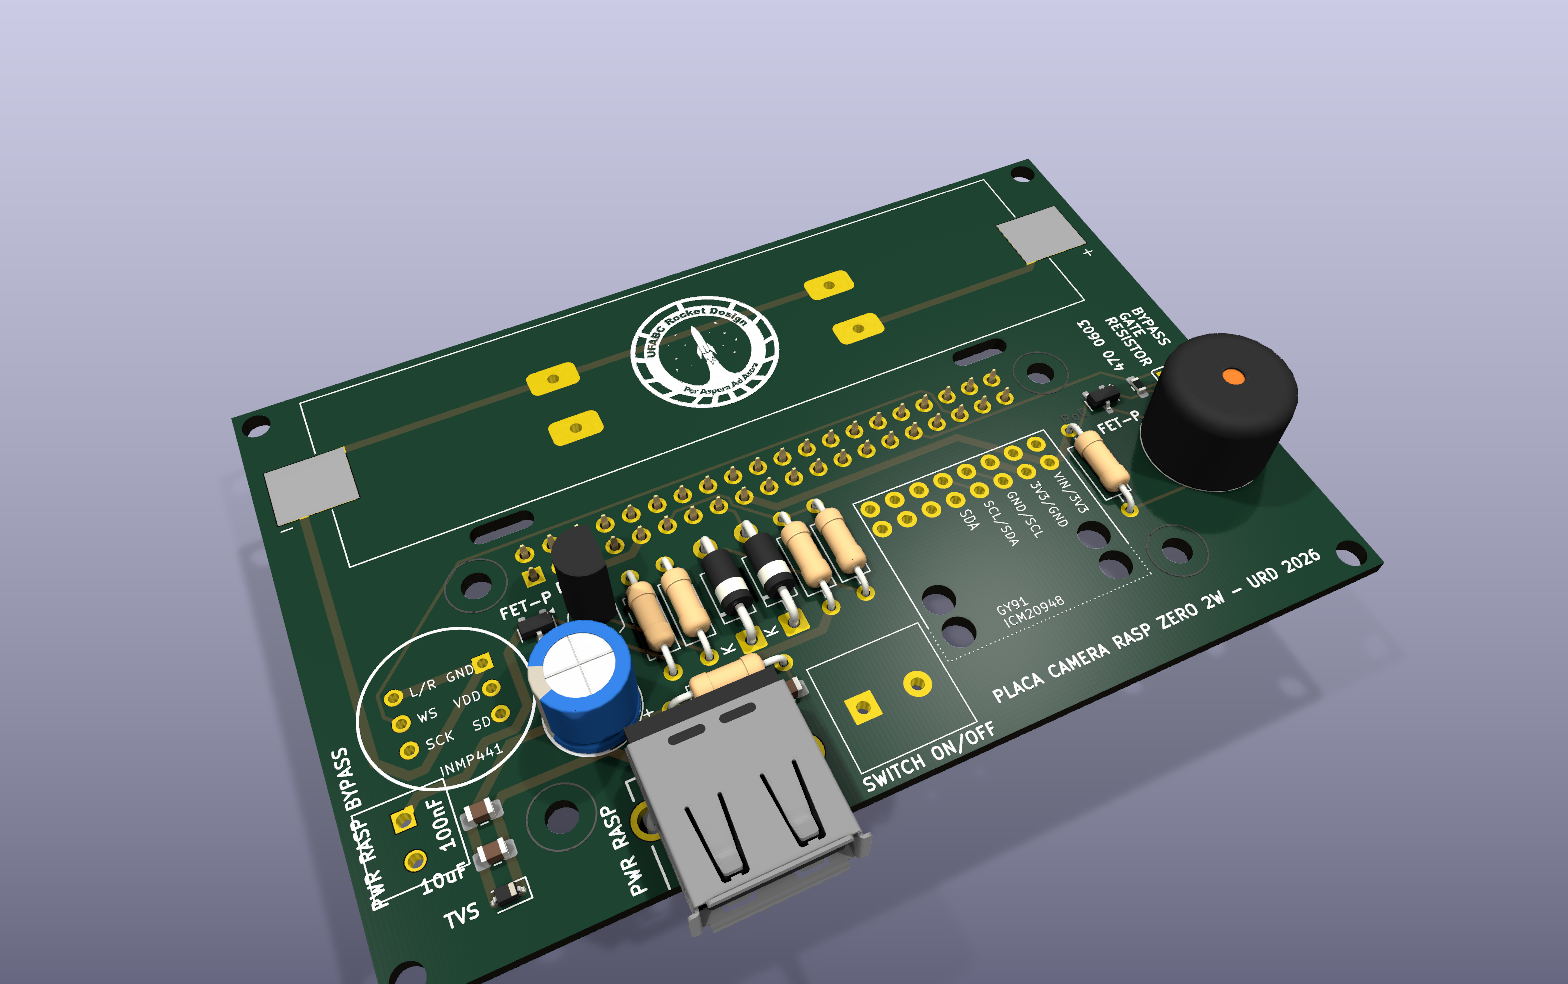 UFABC Rocket Design
Per Aspera Ad Astra
-
+
BYPASS
GATE
RESISTOR
470 0603
FET-P
FET-P
VIN/3V3
3V3/GND
GND/SCL
SCL/SDA
SDA
GY91
ICM20948
K
K
L/R GND
WS VDD
SCK SD
INMP441
+
PWR RASP BYPASS
100nF
10uF
TVS
PWR RASP
SWITCH ON/OFF
PLACA CAMERA RASP ZERO 2W - URD 2026